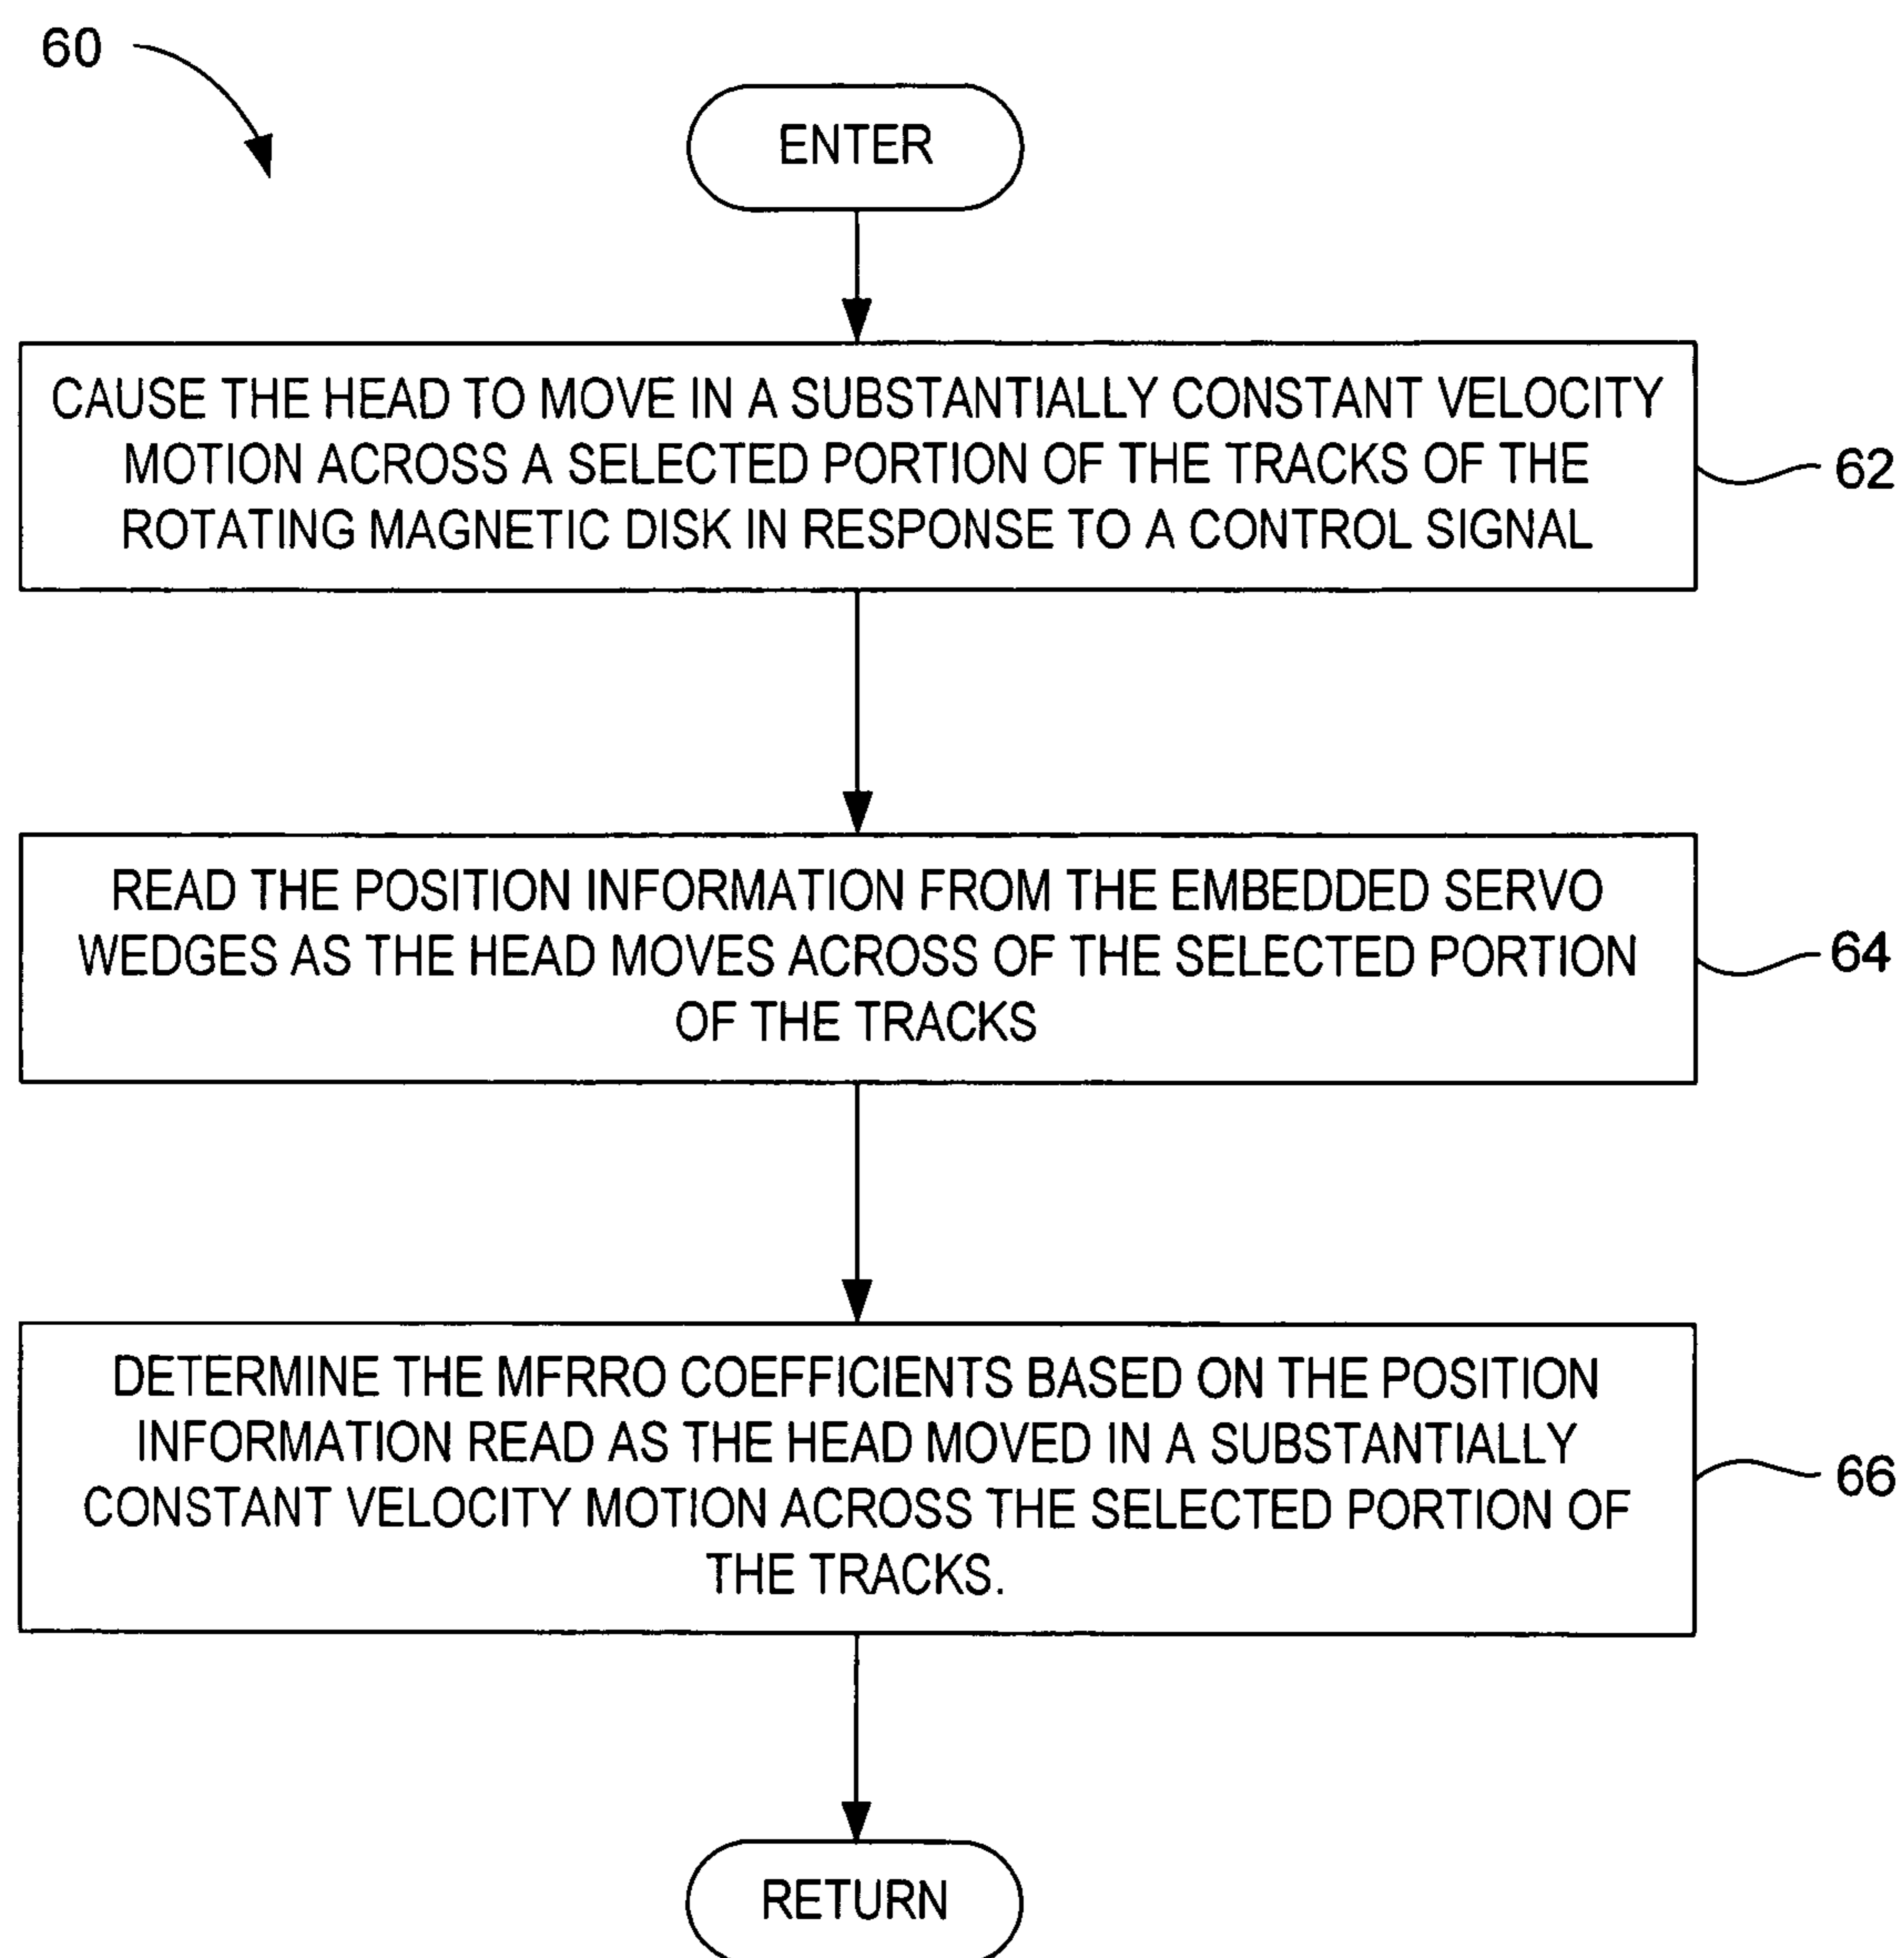 60
ENTER
CAUSE THE HEAD TO MOVE IN A SUBSTANTIALLY CONSTANT VELOCITY
MOTION ACROSS A SELECTED PORTION OF THE TRACKS OF THE
ROTATING MAGNETIC DISK IN RESPONSE TO A CONTROL SIGNAL
62
READ THE POSITION INFORMATION FROM THE EMBEDDED SERVO
WEDGES AS THE HEAD MOVES ACROSS OF THE SELECTED PORTION
OF THE TRACKS
64
DETERMINE THE MFRRO COEFFICIENTS BASED ON THE POSITION
INFORMATION READ AS THE HEAD MOVED IN A SUBSTANTIALLY
CONSTANT VELOCITY MOTION ACROSS THE SELECTED PORTION OF
THE TRACKS.
66
RETURN